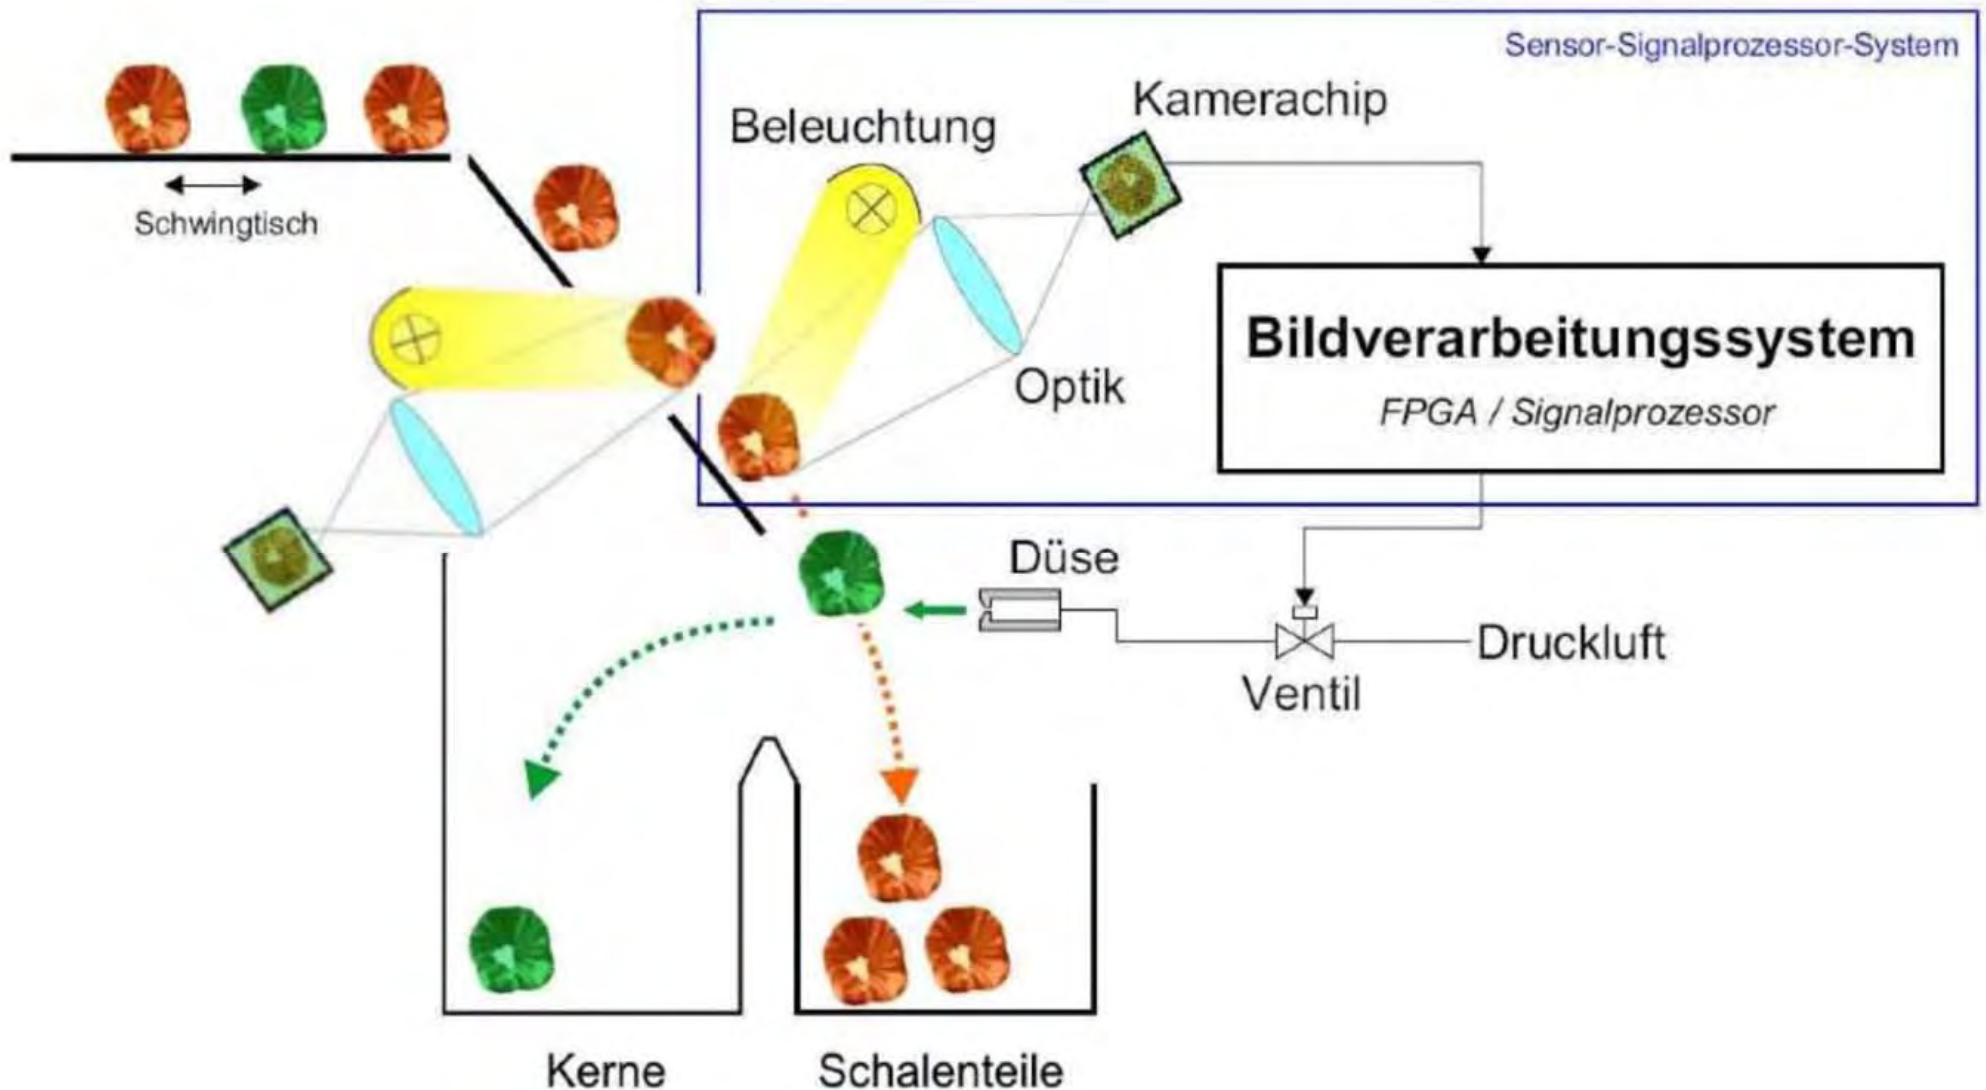 Sensor-Signalprozessor-System
Kamerachip
Beleuchtung
Schwingtisch
Bildverarbeitungssystem
Optik
FPGA / Signalprozessor
Düse
Druckluft
Ventil
Kerne
Schalenteile